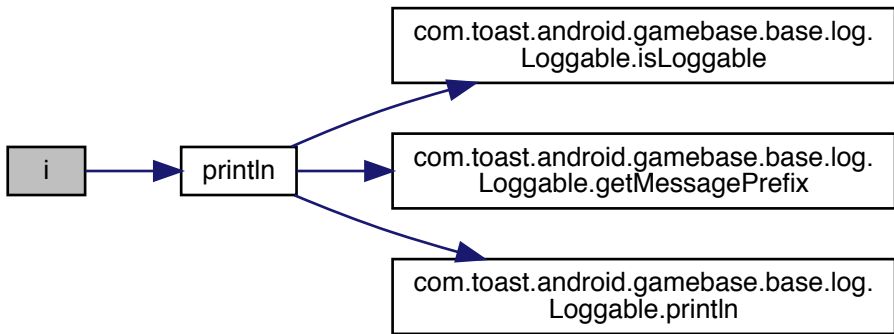 i
println
com.toast.android.gamebase.base.log.
Loggable.isLoggable
com.toast.android.gamebase.base.log.
Loggable.getMessagePrefix
com.toast.android.gamebase.base.log.
Loggable.println